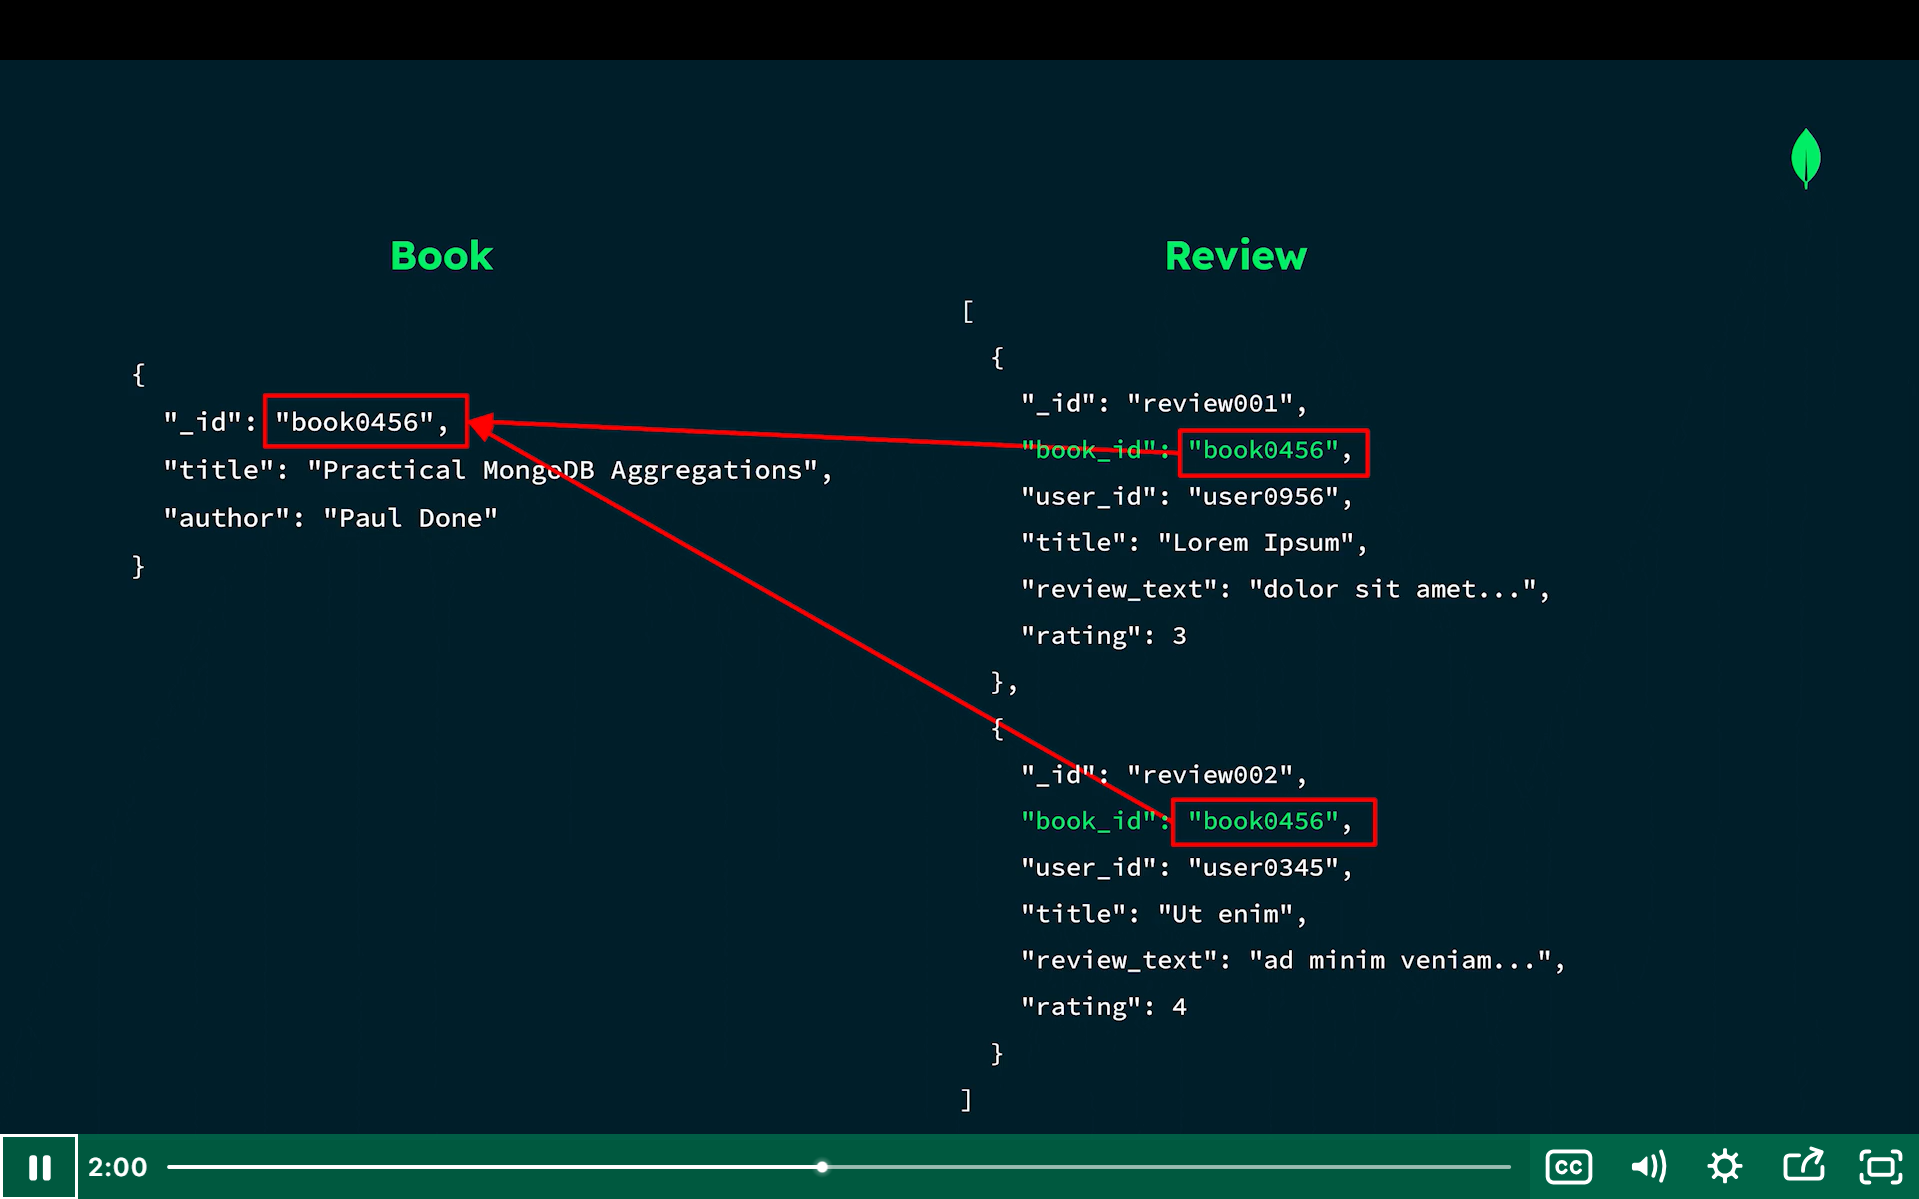 Book
{
"_id": "book0456",
"title": "Practical MongoDB Aggregations",
"author": "Paul Done"
}
Review
[
{
"_id": "review001",
"book_id": "book0456",
"user_id": "user0956",
"title": "Lorem Ipsum",
"review_text": "dolor sit amet...",
"rating": 3
},
{
"_id": "review002",
"book_id": "book0456",
"user_id": "user0345",
"title": "Ut enim",
"review_text": "ad minim veniam...",
"rating": 4
}
]
2:00
CC